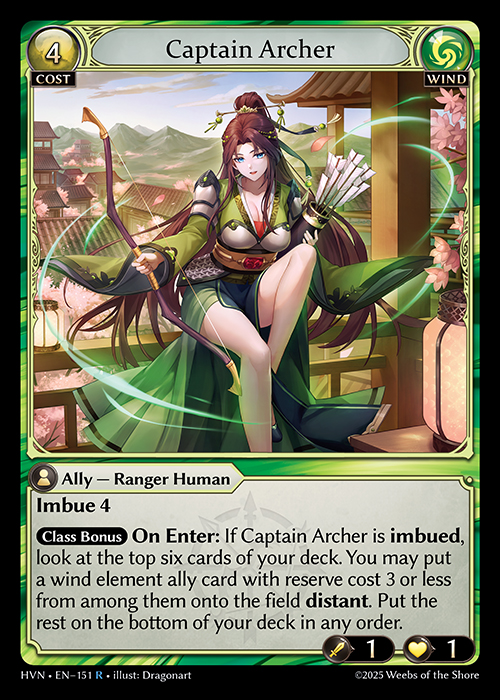 4
Captain Archer
COST
WIND
Ally — Ranger Human
Imbue 4
Class Bonus On Enter: If Captain Archer is imbued,
look at the top six cards of your deck. You may put
a wind element ally card with reserve cost 3 or less
from among them onto the field distant. Put the
rest on the bottom of your deck in any order.
1
1
HVN • EN-151 R • illust: Dragonart
©2025 Weebs of the Shore